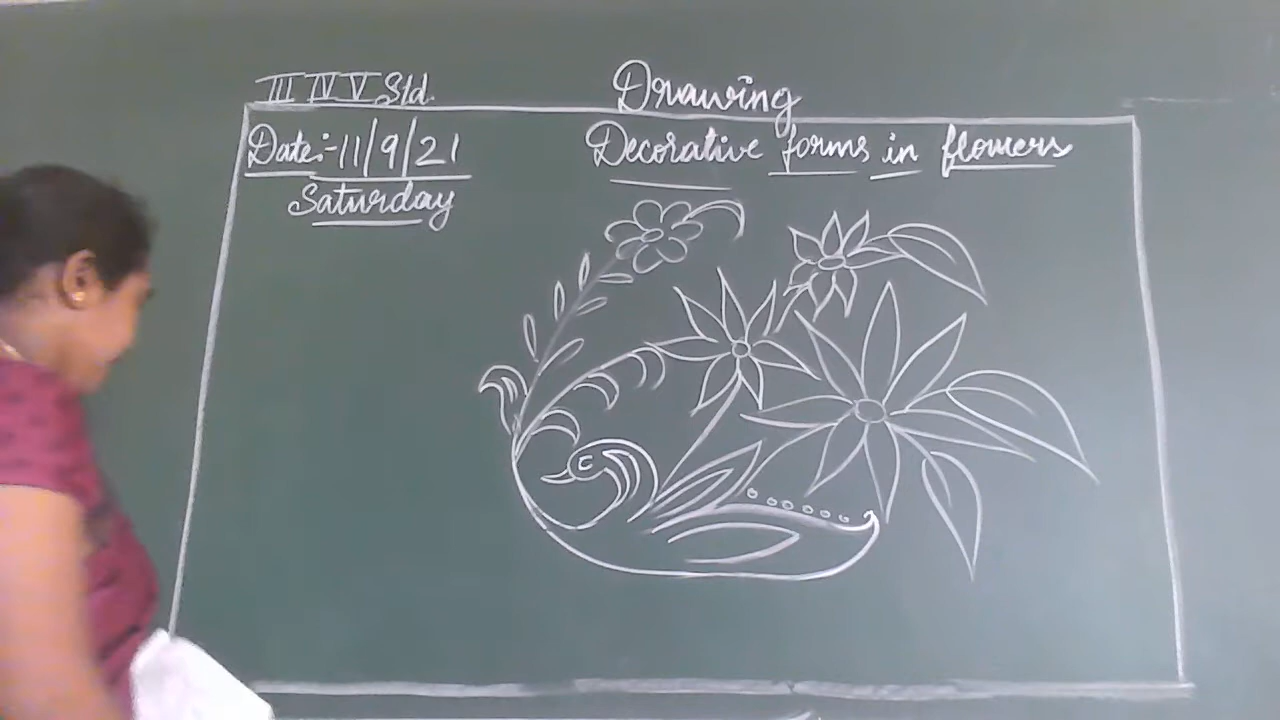 III IV V Std.
Drawing
Date:-11/9/21
Decorative forms in flowers
Saturday